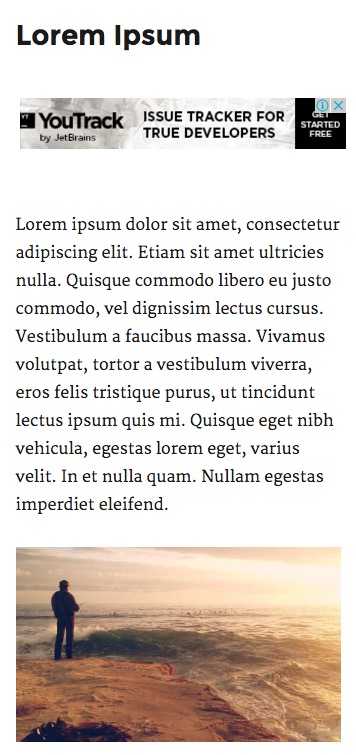 Lorem Ipsum
YouTrack
by JetBrains
ISSUE TRACKER FOR
TRUE DEVELOPERS
GET
STARTED
FREE
Lorem ipsum dolor sit amet, consectetur
adipiscing elit. Etiam sit amet ultricies
nulla. Quisque commodo libero eu justo
commodo, vel dignissim lectus cursus.
Vestibulum a faucibus massa. Vivamus
volutpat, tortor a vestibulum viverra,
eros felis tristique purus, ut tincidunt
lectus ipsum quis mi. Quisque eget nibh
vehicula, egestas lorem eget, varius
velit. In et nulla quam. Nullam egestas
imperdiet eleifend.